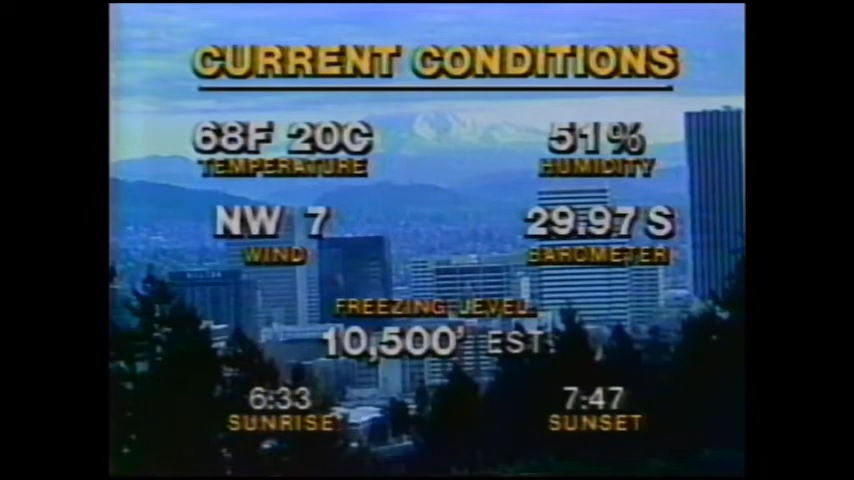 CURRENT CONDITIONS
68F 20C 51%
TEMPERATURE HUMIDITY
NW 7 29.97 S
WIND BAROMETER
FREEZING LEVEL
10,500' EST.
6:33 7:47
SUNRISE SUNSET